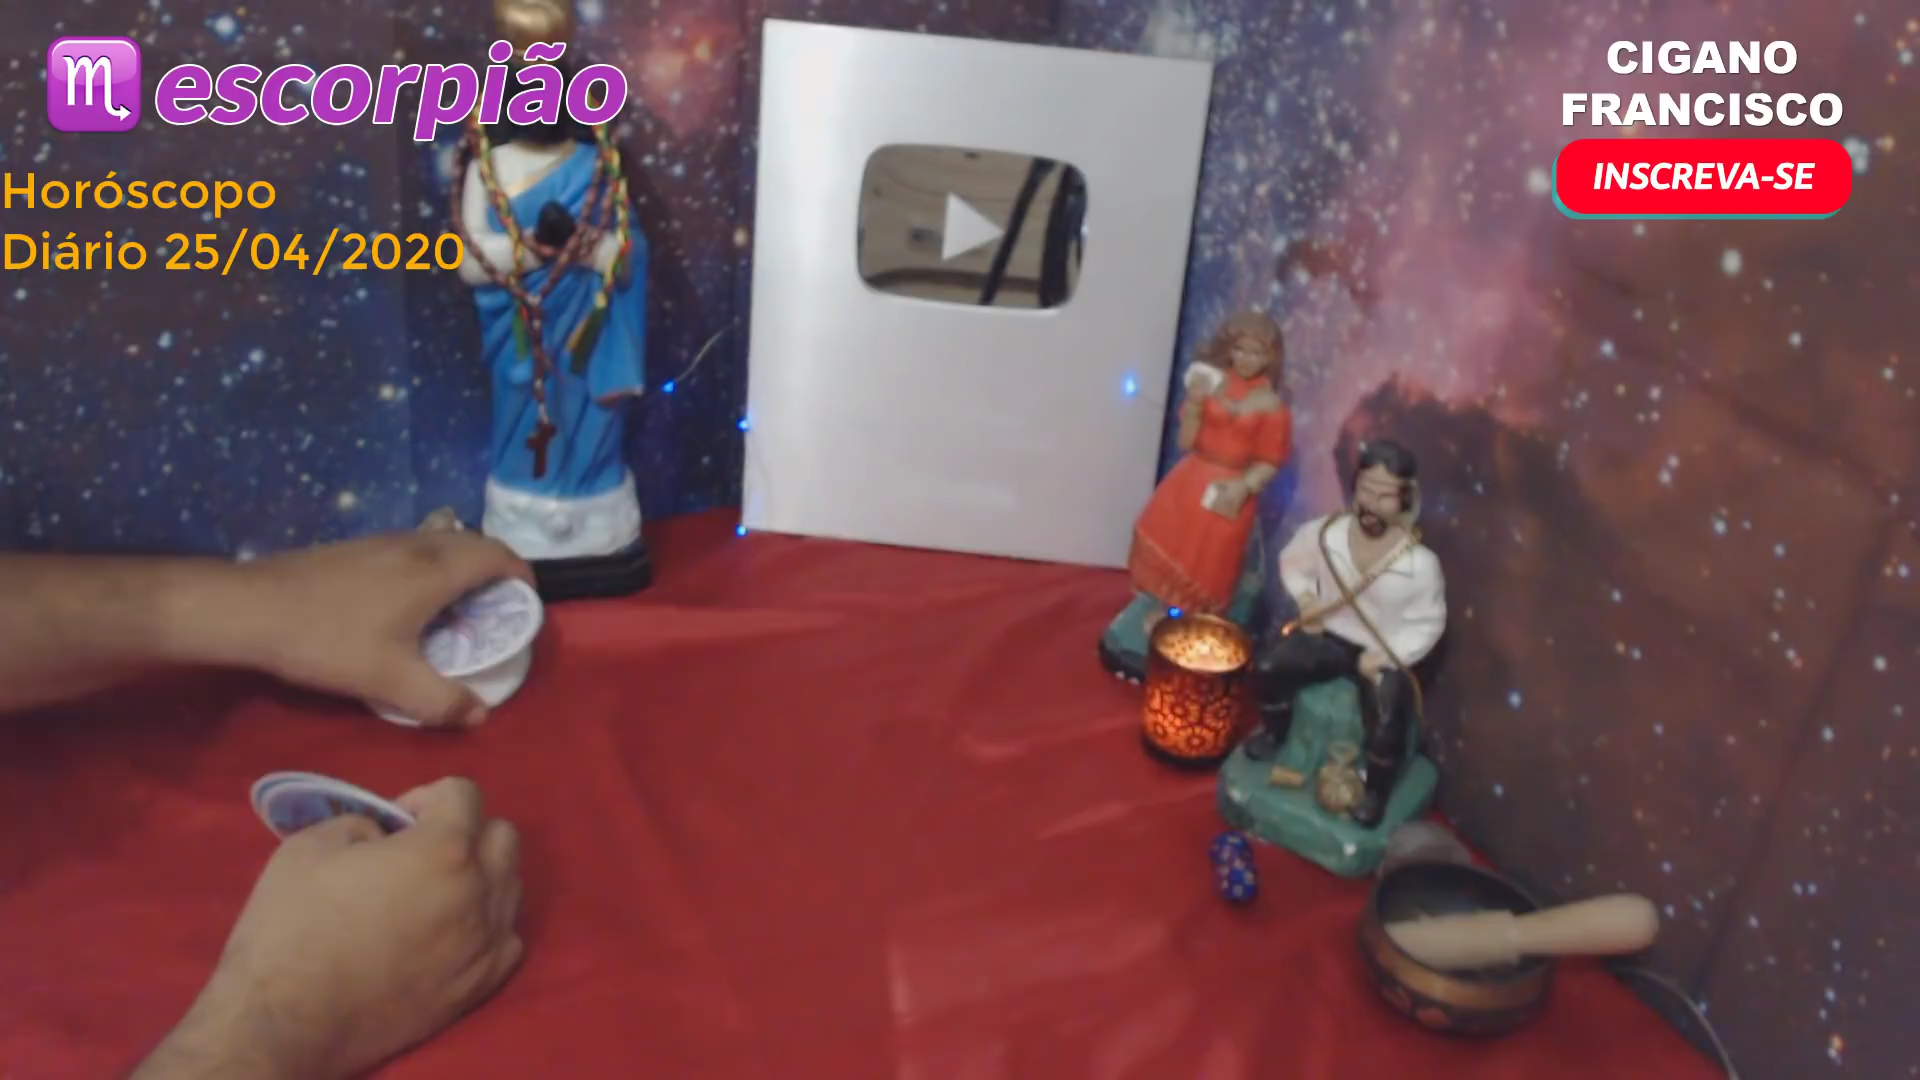 ♏ escorpião
Horóscopo
Diário 25/04/2020
CIGANO
FRANCISCO
INSCREVA-SE